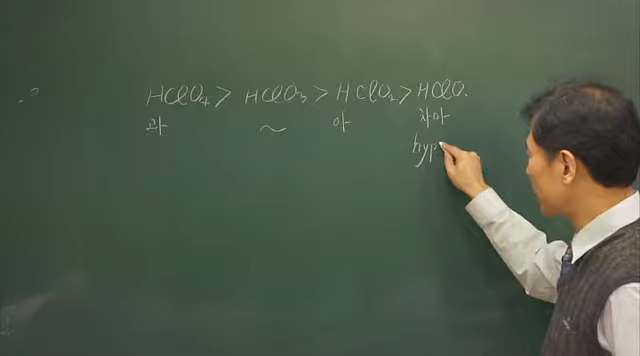 HClO₄ > HClO₃ > HClO₂ > HClO.
과 ~ 아 차아
hyp